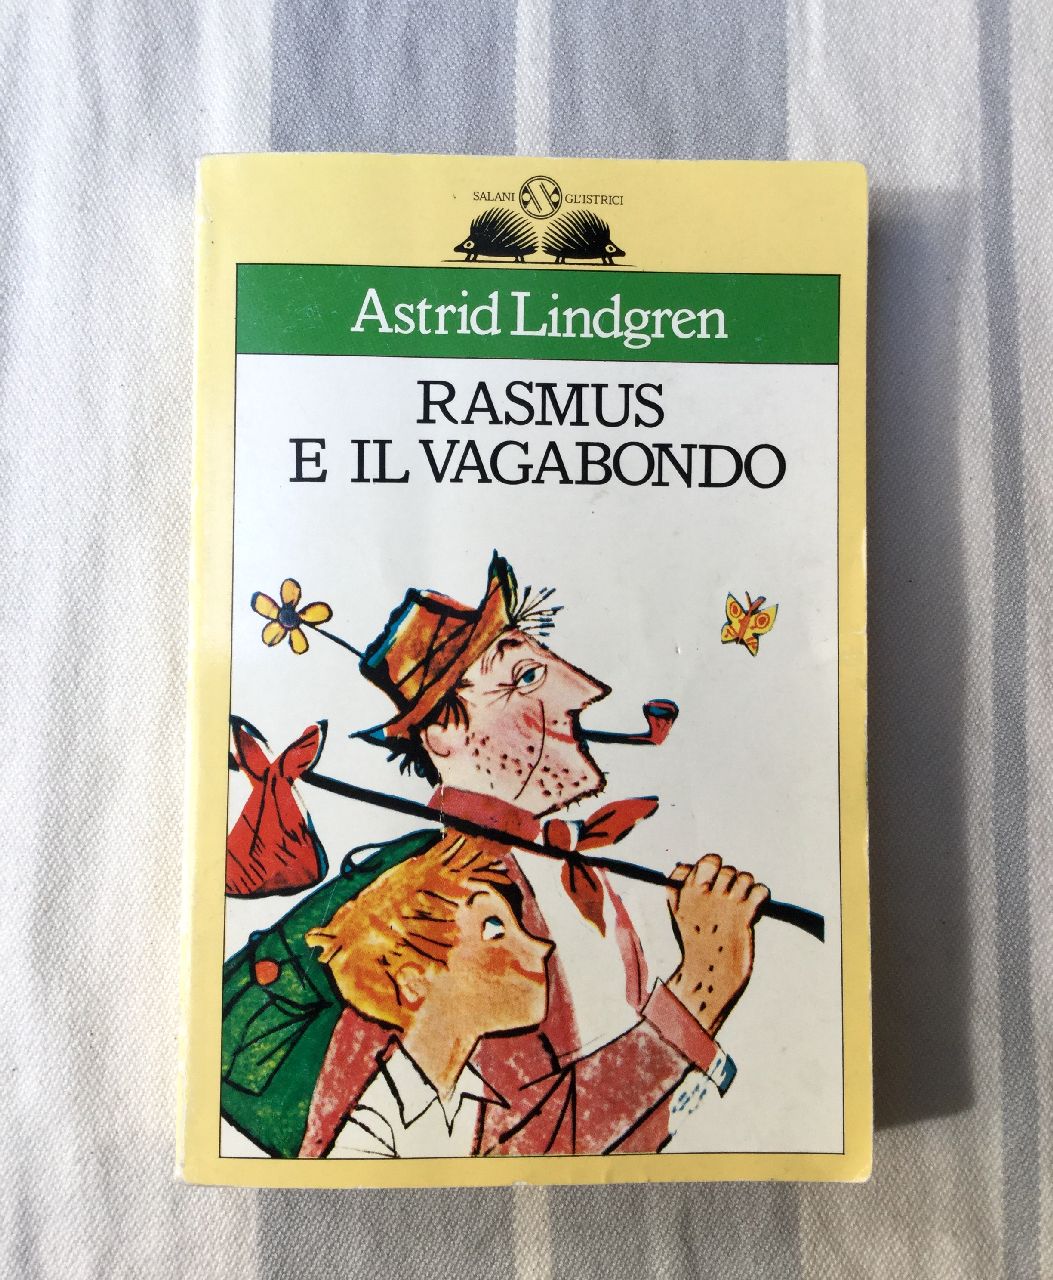 SALANI GL'ISTRICI
Astrid Lindgren
RASMUS
E IL VAGABONDO